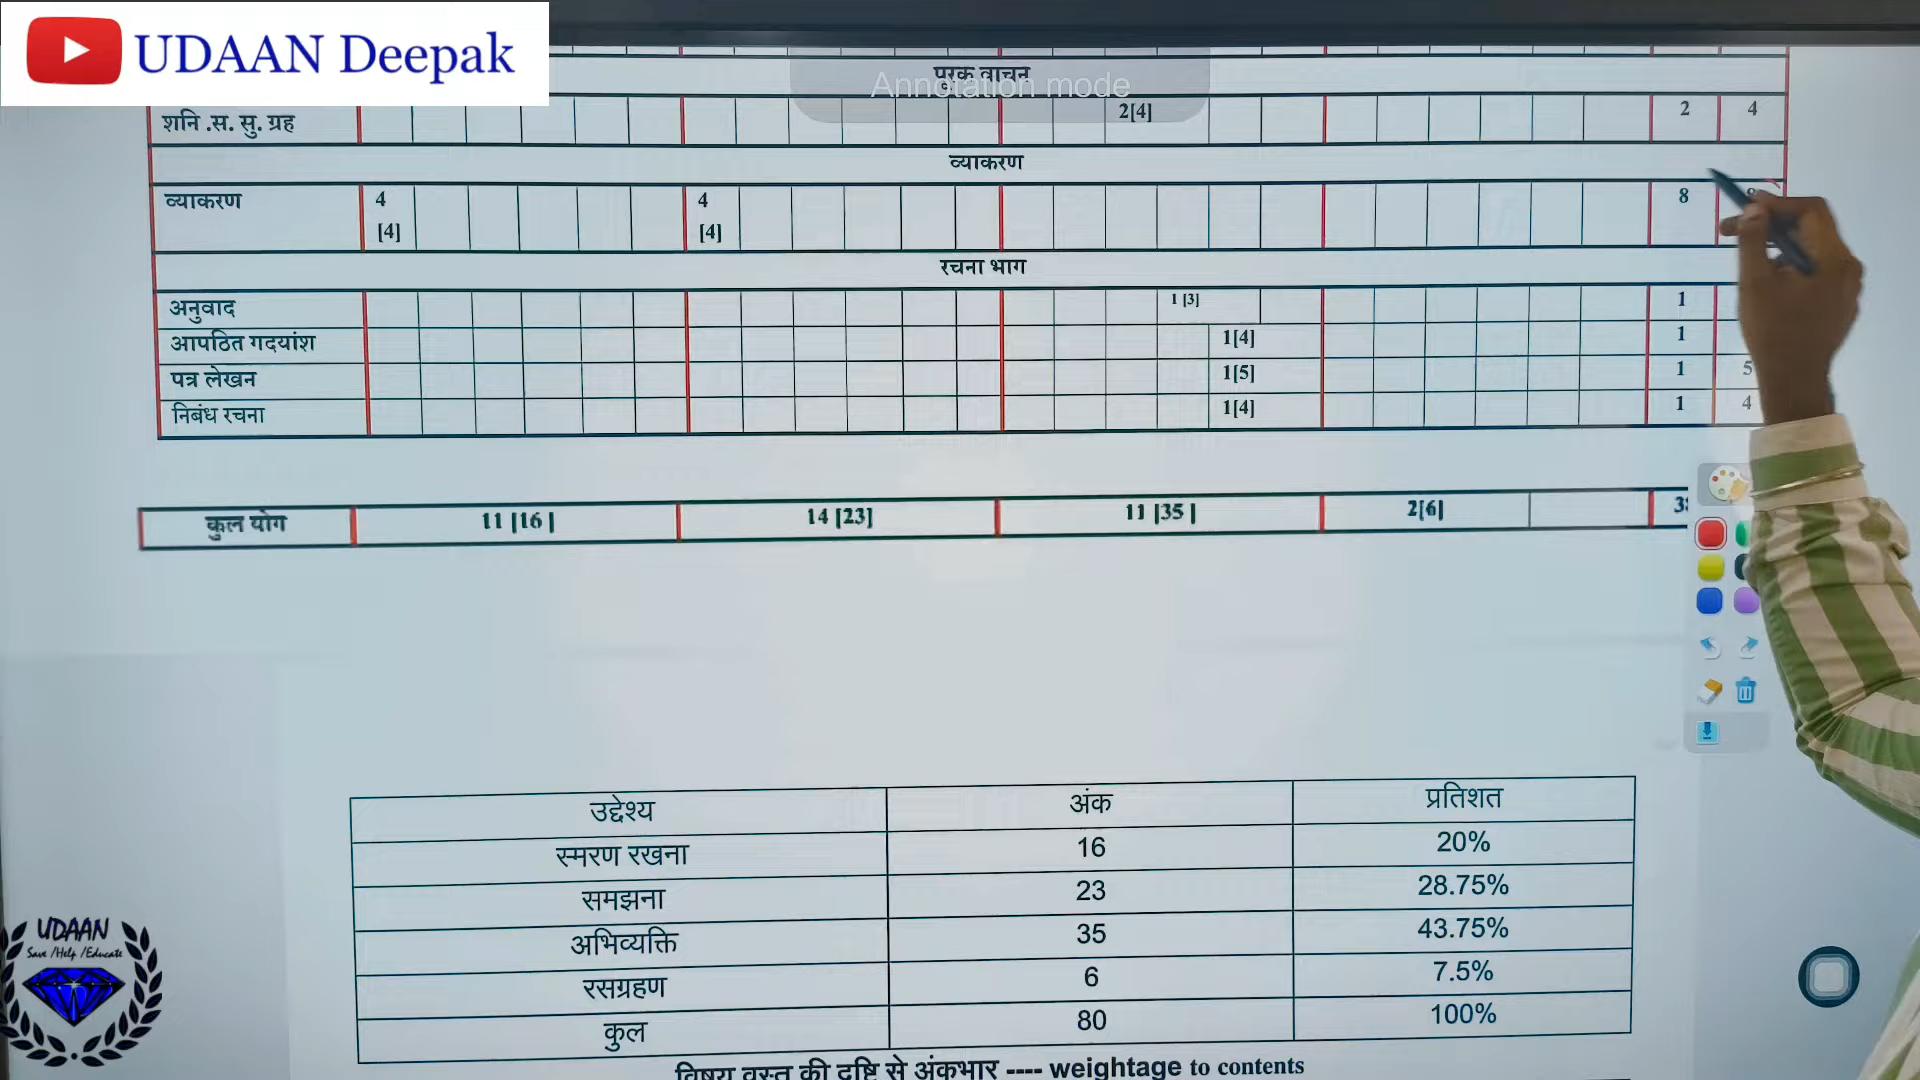 UDAAN Deepak
पूरक वाचन
Annotation mode
शनि .स. सु. ग्रह 2[4] 2 4
व्याकरण
व्याकरण 4 [4] 4 [4] 8
रचना भाग
अनुवाद 1 [3] 1
आपठित गदयांश 1[4] 1
पत्र लेखन 1[5] 1 5
निबंध रचना 1[4] 1 4
कुल योग 11 [16] 14 [23] 11 [35] 2[6]
उद्देश्य अंक प्रतिशत
स्मरण रखना 16 20%
समझना 23 28.75%
अभिव्यक्ति 35 43.75%
रसग्रहण 6 7.5%
कुल 80 100%
विषय वस्तु की दृष्टि से अंकभार ---- weightage to contents
UDAAN
Save /Help /Educate